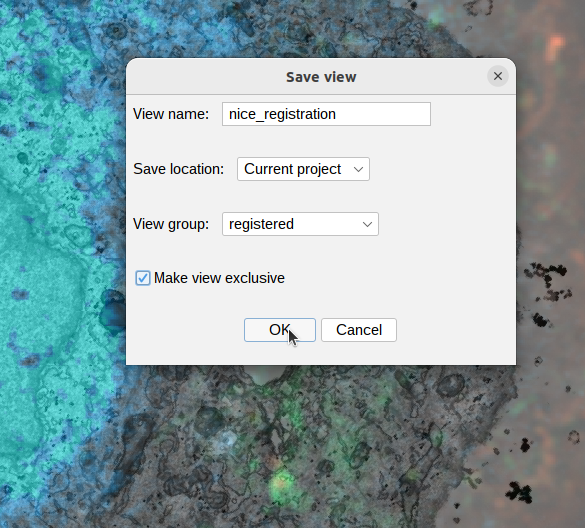 Save view
View name: nice_registration
Save location: Current project
View group: registered
Make view exclusive
OK Cancel